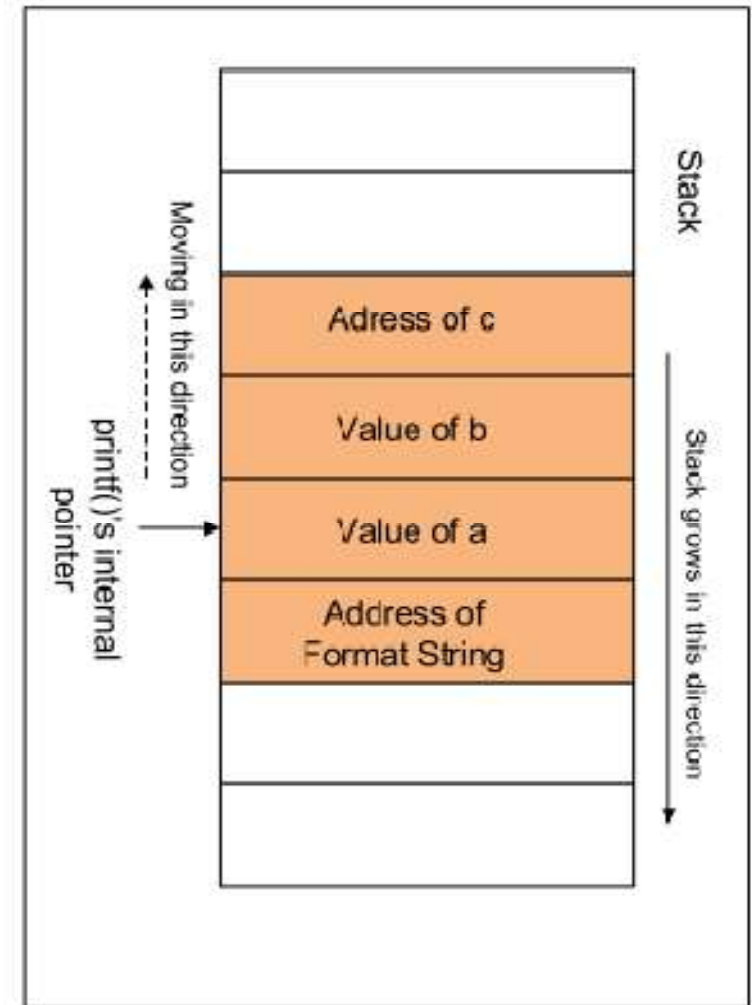 Stack
Adress of c
Value of b
Value of a
Address of
Format String
Moving in this direction
printf()'s internal
pointer
Stack grows in this direction